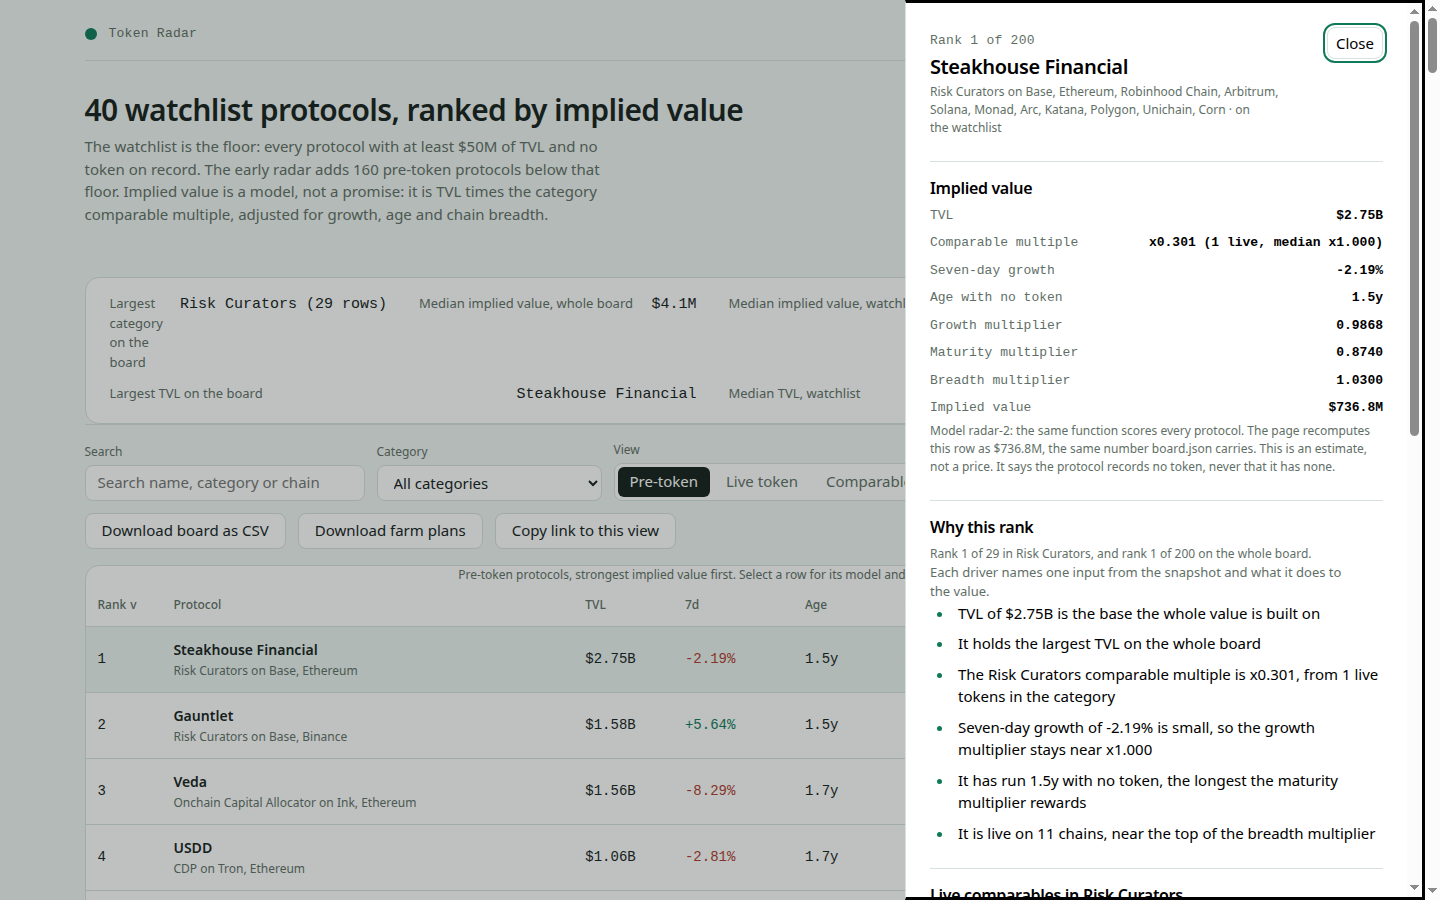 Token Radar
40 watchlist protocols, ranked by implied value
The watchlist is the floor: every protocol with at least $50M of TVL and no
token on record. The early radar adds 160 pre-token protocols below that
floor. Implied value is a model, not a promise: it is TVL times the category
comparable multiple, adjusted for growth, age and chain breadth.
Largest category on the board
Risk Curators (29 rows)
Median implied value, whole board
$4.1M
Median implied value, watchl
Largest TVL on the board
Steakhouse Financial
Median TVL, watchlist
Search
Category
View
Search name, category or chain
All categories
Pre-token
Live token
Comparable
Download board as CSV
Download farm plans
Copy link to this view
Pre-token protocols, strongest implied value first. Select a row for its model and
Rank v Protocol TVL 7d Age
1 Steakhouse Financial $2.75B -2.19% 1.5y
Risk Curators on Base, Ethereum
2 Gauntlet $1.58B +5.64% 1.5y
Risk Curators on Base, Binance
3 Veda $1.56B -8.29% 1.7y
Onchain Capital Allocator on Ink, Ethereum
4 USDD $1.06B -2.81% 1.7y
CDP on Tron, Ethereum
Rank 1 of 200
Close
Steakhouse Financial
Risk Curators on Base, Ethereum, Robinhood Chain, Arbitrum,
Solana, Monad, Arc, Katana, Polygon, Unichain, Corn · on
the watchlist
Implied value
TVL $2.75B
Comparable multiple x0.301 (1 live, median x1.000)
Seven-day growth -2.19%
Age with no token 1.5y
Growth multiplier 0.9868
Maturity multiplier 0.8740
Breadth multiplier 1.0300
Implied value $736.8M
Model radar-2: the same function scores every protocol. The page recomputes
this row as $736.8M, the same number board.json carries. This is an estimate,
not a price. It says the protocol records no token, never that it has none.
Why this rank
Rank 1 of 29 in Risk Curators, and rank 1 of 200 on the whole board.
Each driver names one input from the snapshot and what it does to
the value.
• TVL of $2.75B is the base the whole value is built on
• It holds the largest TVL on the whole board
• The Risk Curators comparable multiple is x0.301, from 1 live
tokens in the category
• Seven-day growth of -2.19% is small, so the growth
multiplier stays near x1.000
• It has run 1.5y with no token, the longest the maturity
multiplier rewards
• It is live on 11 chains, near the top of the breadth multiplier
Live comparables in Risk Curators